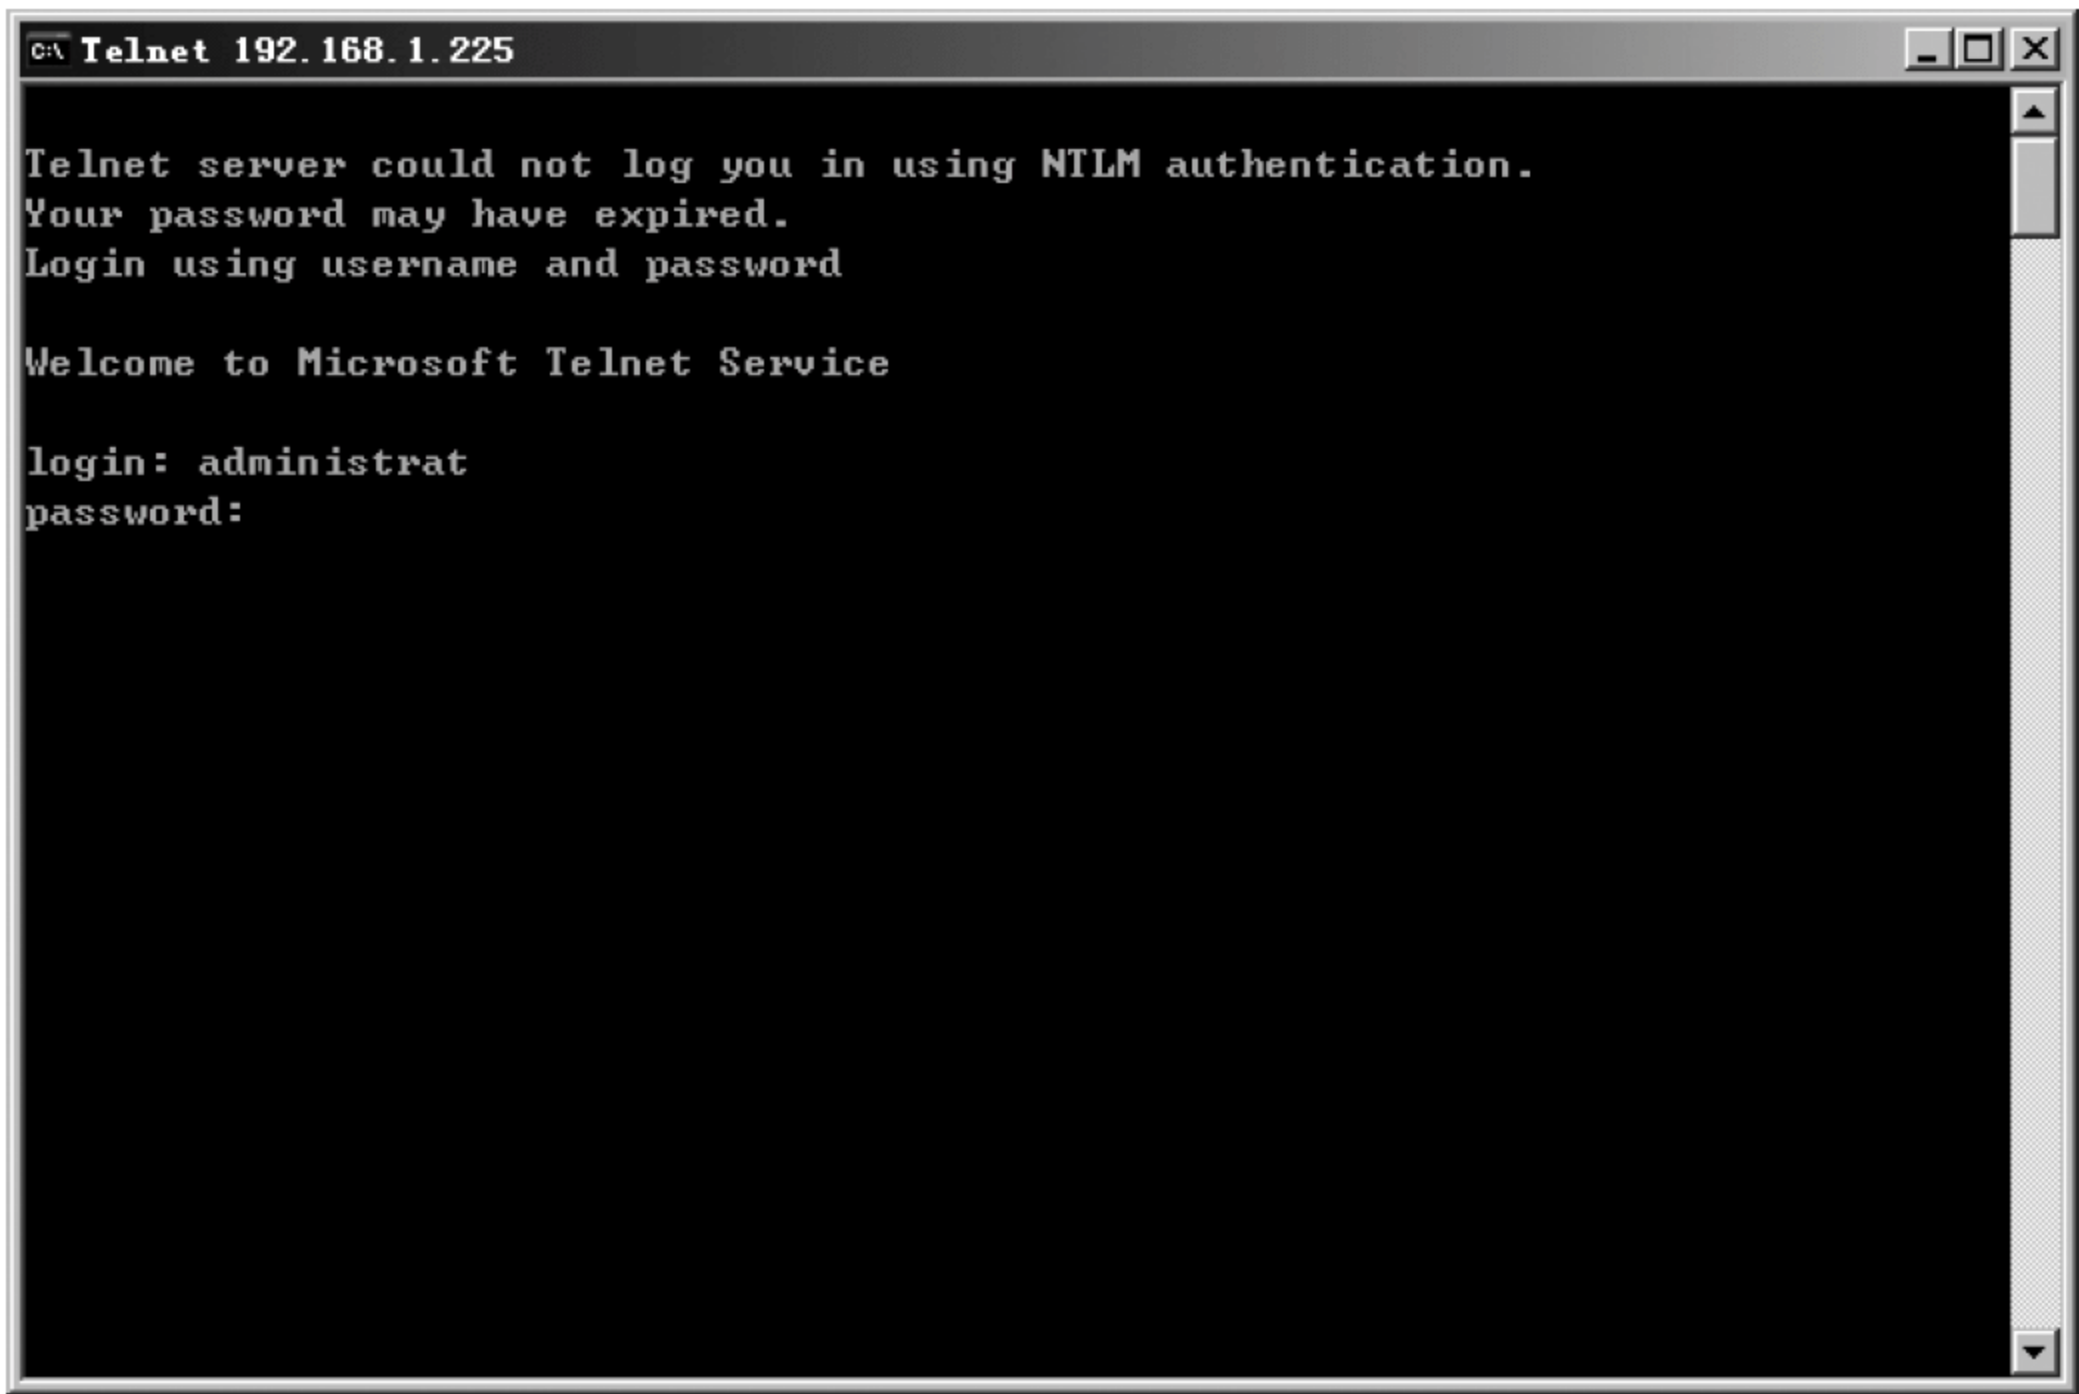 C:\ Telnet 192.168.1.225
Telnet server could not log you in using NTLM authentication.
Your password may have expired.
Login using username and password
Welcome to Microsoft Telnet Service
login: administrat
password: